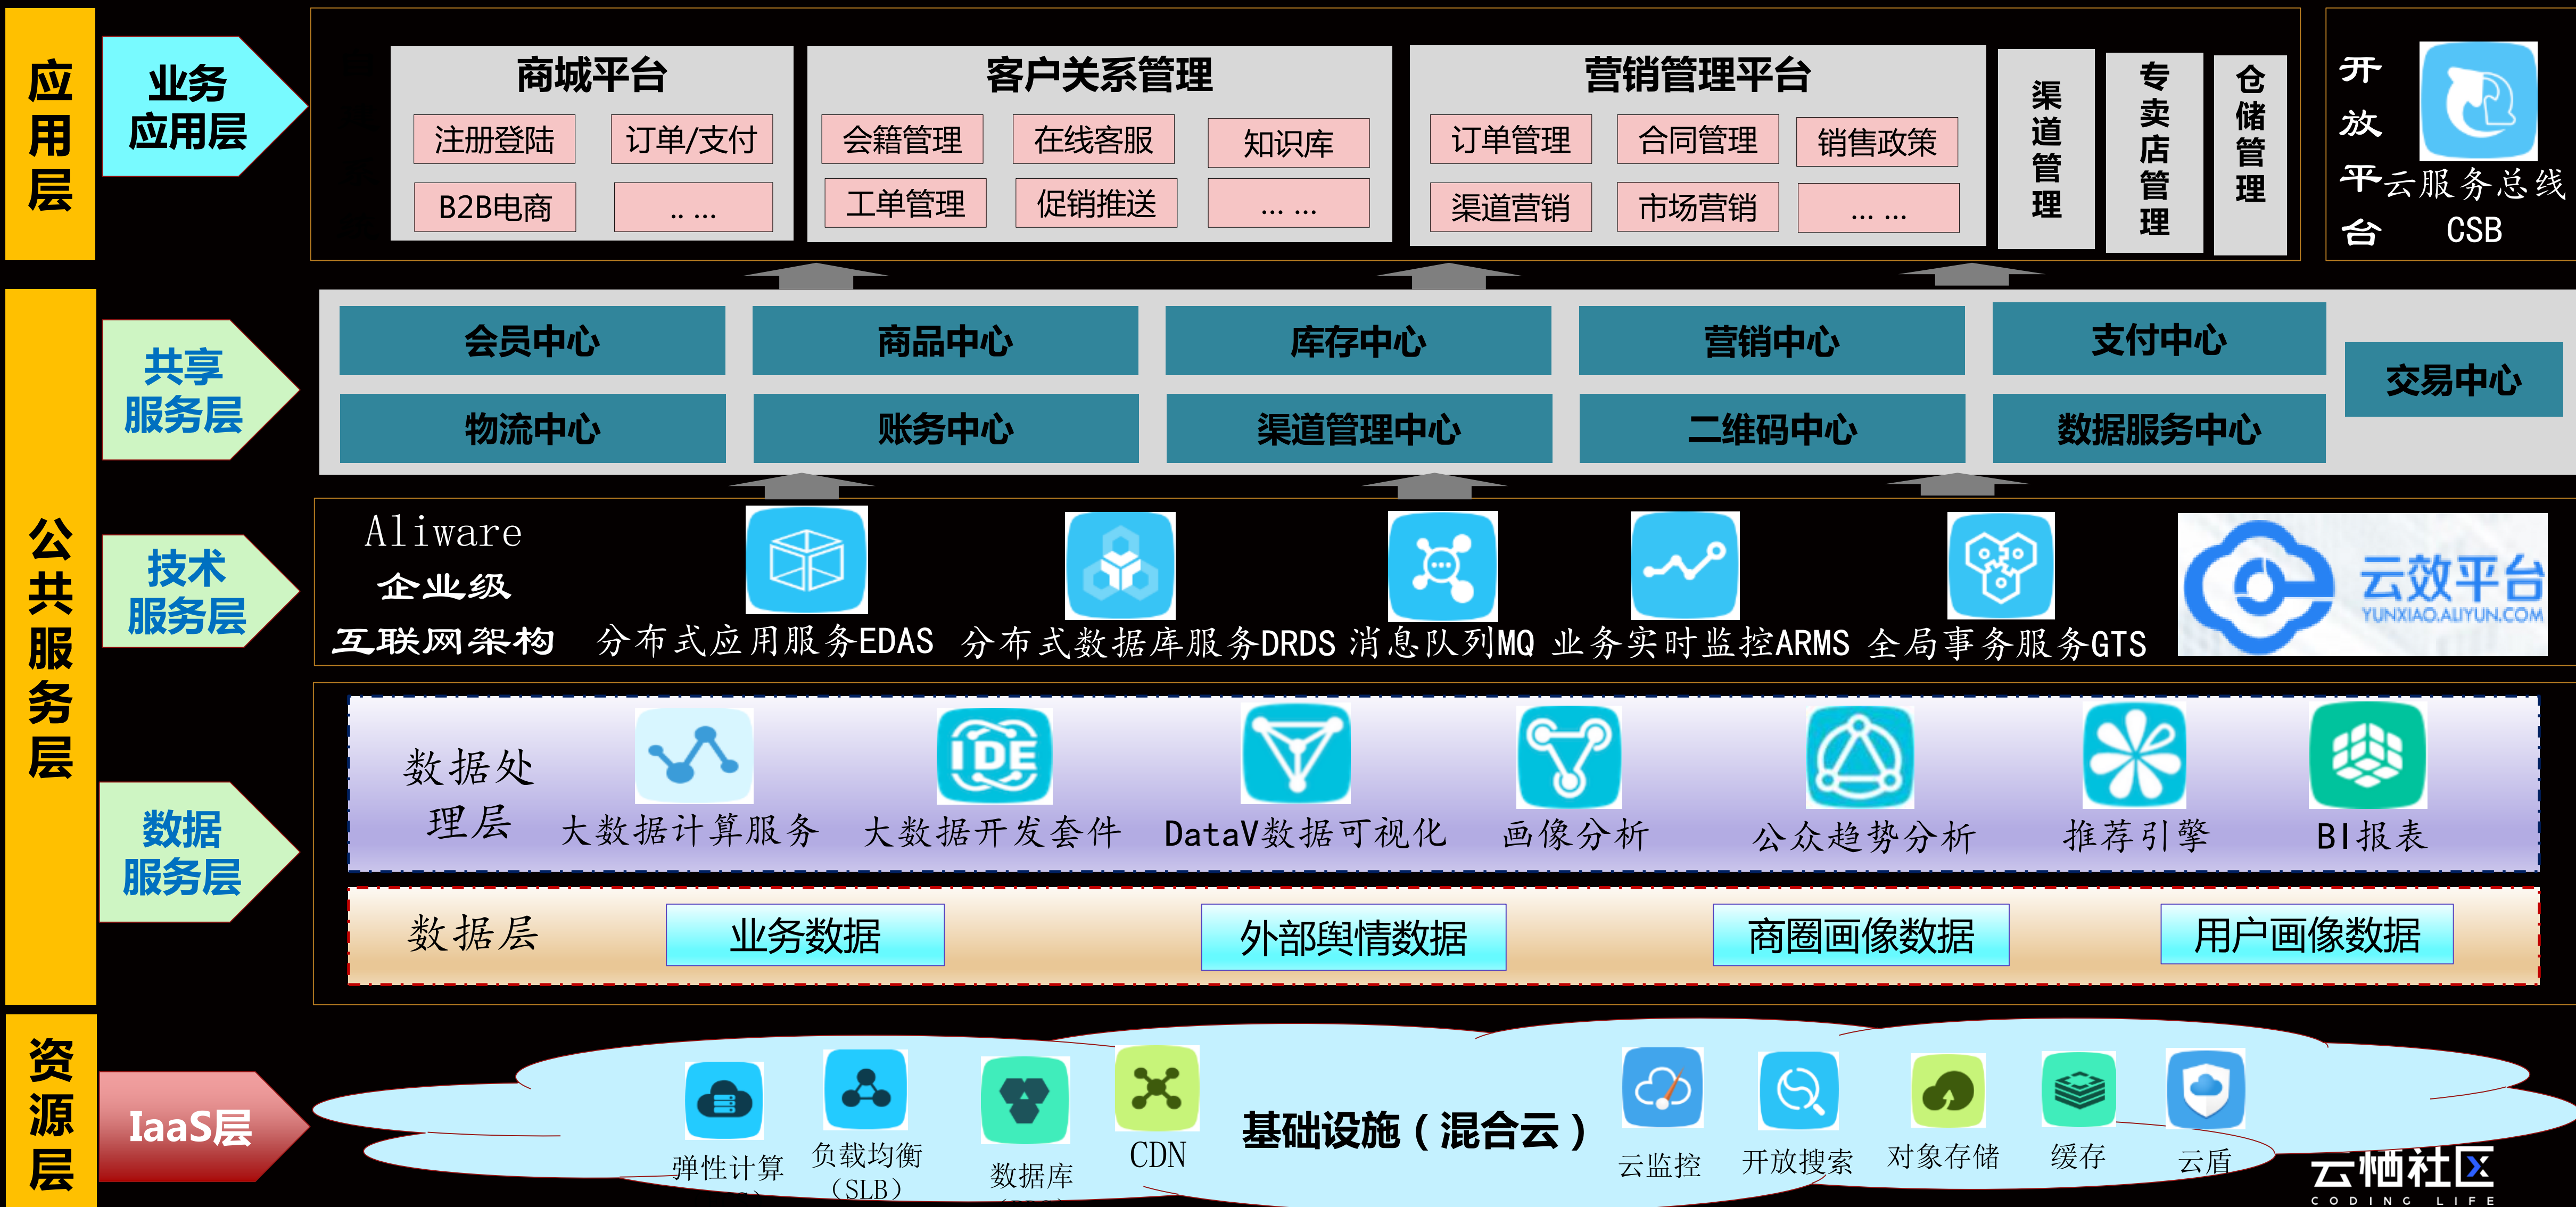 应用层
业务
应用层
商城平台
注册登陆
订单/支付
B2B电商
.. ...
客户关系管理
会籍管理
在线客服
知识库
工单管理
促销推送
... ...
营销管理平台
订单管理
合同管理
销售政策
渠道营销
市场营销
... ...
渠道管理
专卖店管理
仓储管理
开放平台
云服务总线
CSB
公共服务层
共享
服务层
会员中心
商品中心
库存中心
营销中心
支付中心
交易中心
物流中心
账务中心
渠道管理中心
二维码中心
数据服务中心
技术
服务层
Aliware
企业级
互联网架构
分布式应用服务EDAS
分布式数据库服务DRDS
消息队列MQ
业务实时监控ARMS
全局事务服务GTS
云效平台
YUNXIAO.ALIYUN.COM
数据
服务层
数据处
理层
IDE
大数据计算服务
大数据开发套件
DataV数据可视化
画像分析
公众趋势分析
推荐引擎
BI报表
数据层
业务数据
外部舆情数据
商圈画像数据
用户画像数据
资源层
IaaS层
弹性计算
负载均衡
（SLB）
数据库
CDN
基础设施（混合云）
云监控
开放搜索
对象存储
缓存
云盾
云栖社区
CODING LIFE